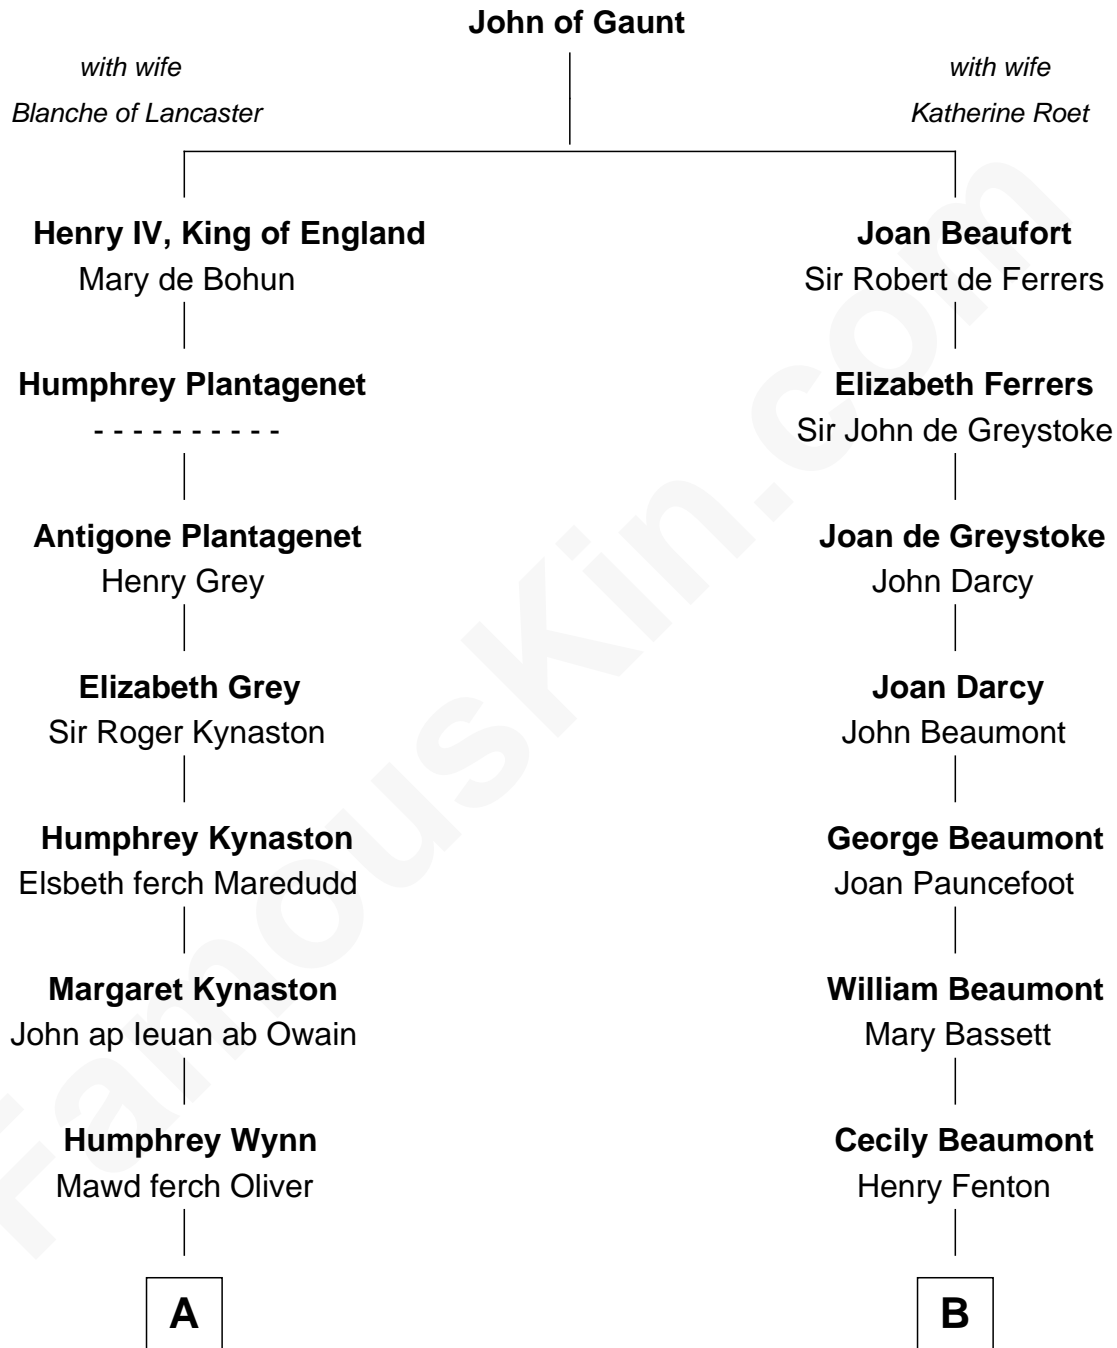 John of Gaunt
with wife
Blanche of Lancaster
with wife
Katherine Roet
Henry IV, King of England
Mary de Bohun
Joan Beaufort
Sir Robert de Ferrers
Humphrey Plantagenet
- - - - - - - - - -
Elizabeth Ferrers
Sir John de Greystoke
Antigone Plantagenet
Henry Grey
Joan de Greystoke
John Darcy
Elizabeth Grey
Sir Roger Kynaston
Joan Darcy
John Beaumont
Humphrey Kynaston
Elsbeth ferch Maredudd
George Beaumont
Joan Pauncefoot
Margaret Kynaston
John ap Ieuan ab Owain
William Beaumont
Mary Bassett
Humphrey Wynn
Mawd ferch Oliver
Cecily Beaumont
Henry Fenton
A
B
FamousKin.com